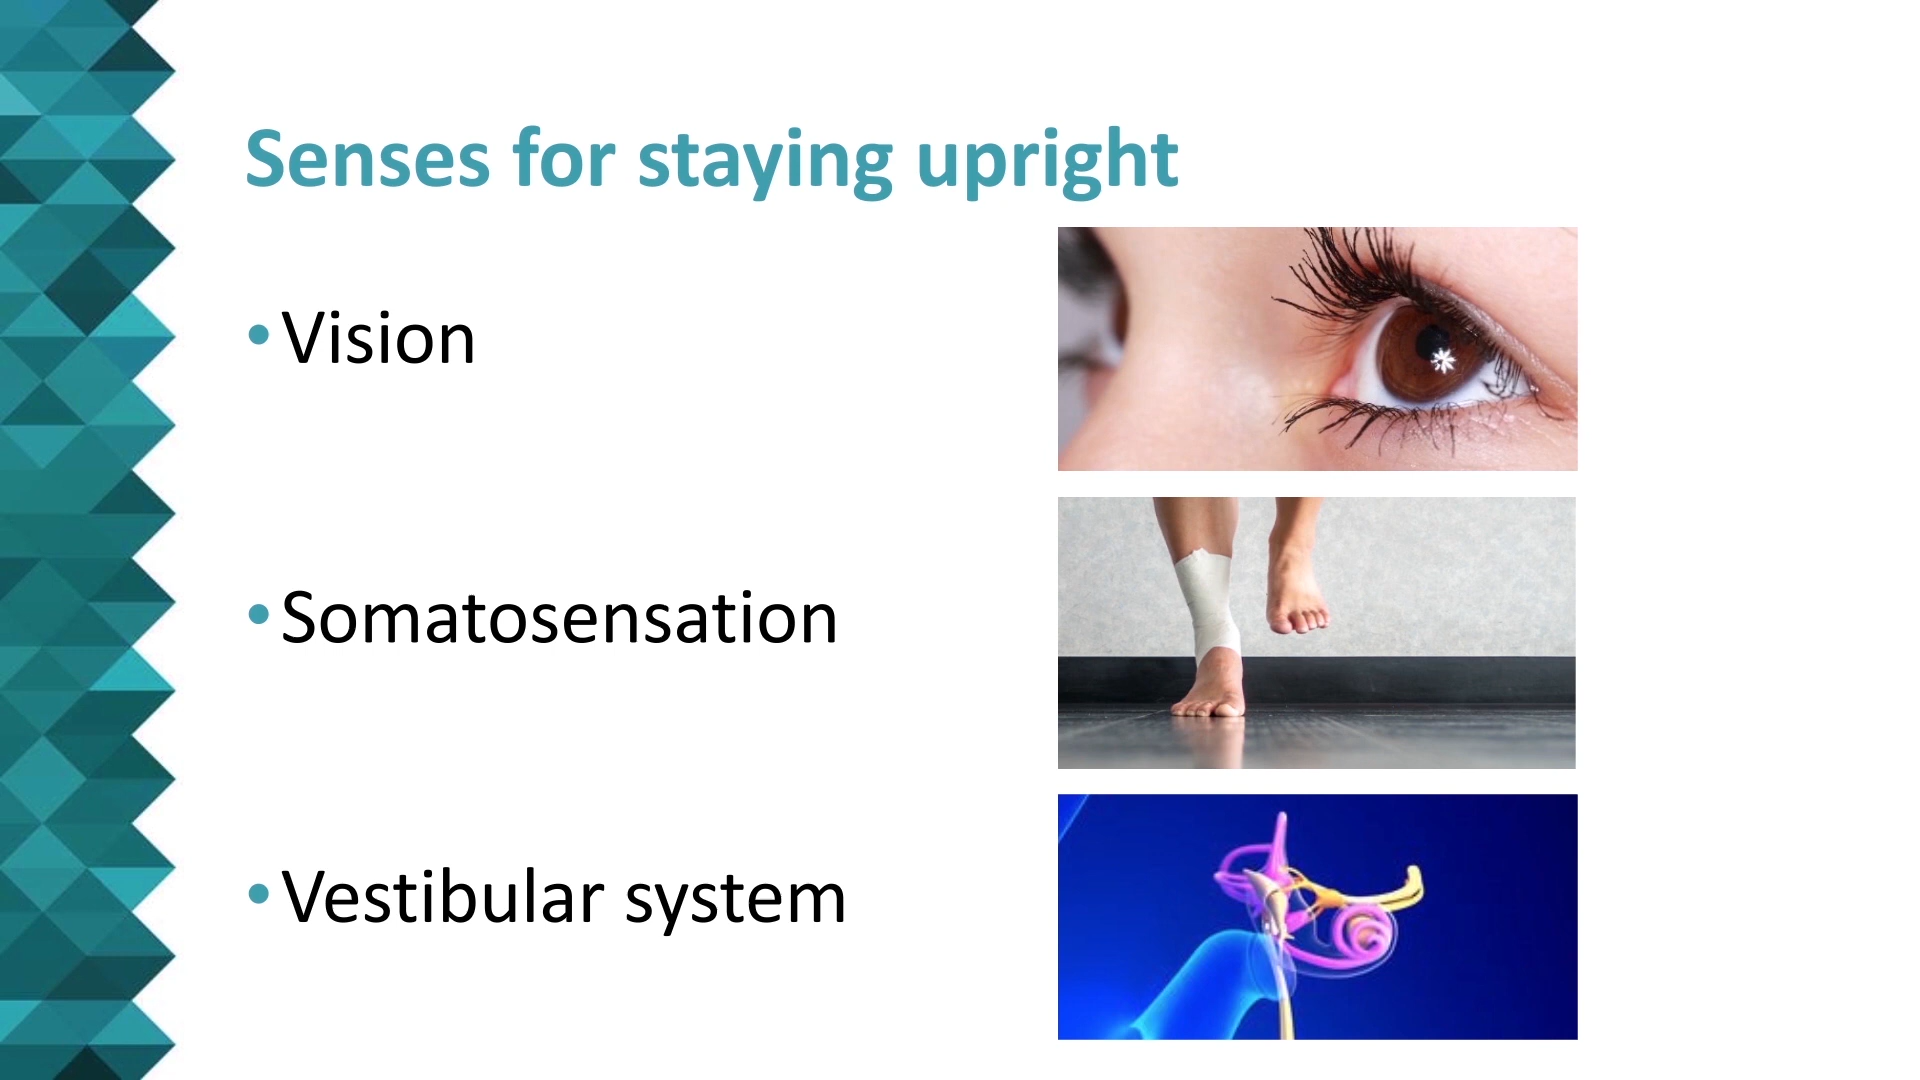 Senses for staying upright
• Vision
• Somatosensation
• Vestibular system